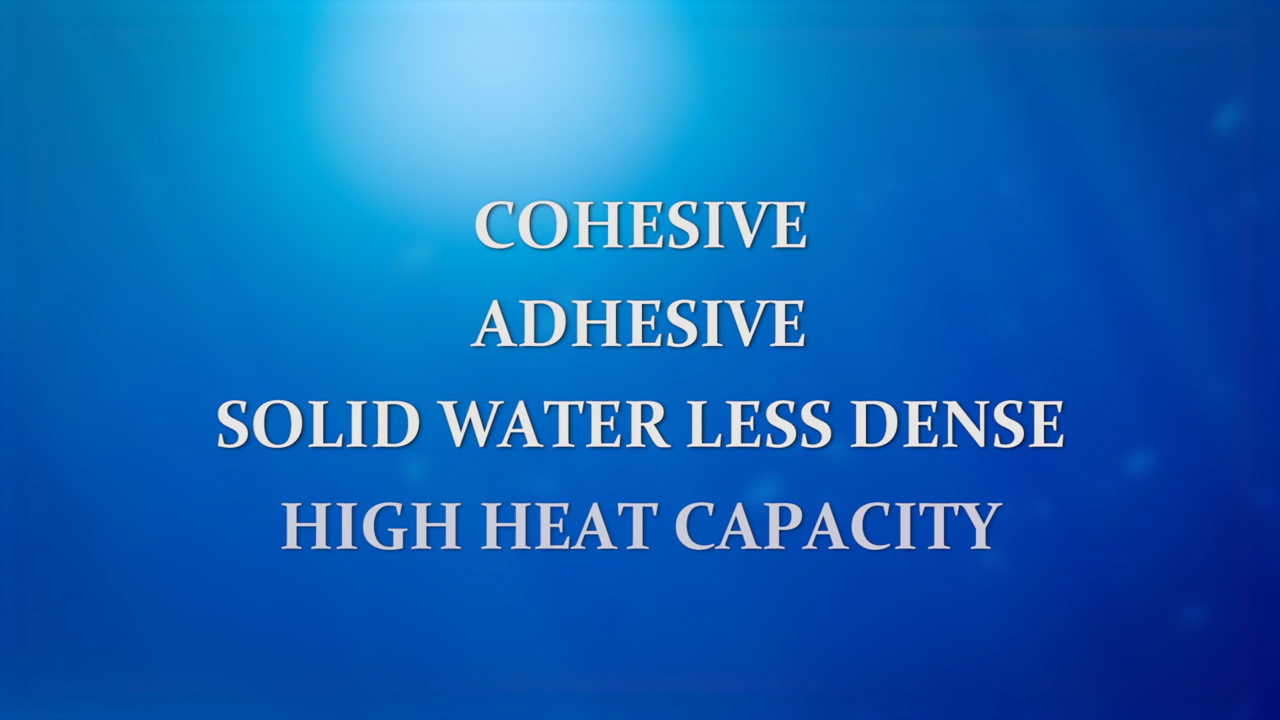 COHESIVE
ADHESIVE
SOLID WATER LESS DENSE
HIGH HEAT CAPACITY